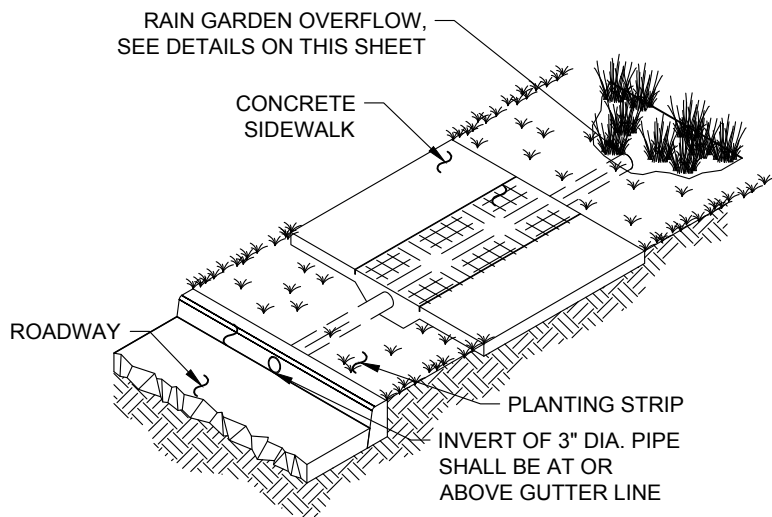 RAIN GARDEN OVERFLOW,
SEE DETAILS ON THIS SHEET
CONCRETE
SIDEWALK
ROADWAY
PLANTING STRIP
INVERT OF 3" DIA. PIPE
SHALL BE AT OR
ABOVE GUTTER LINE